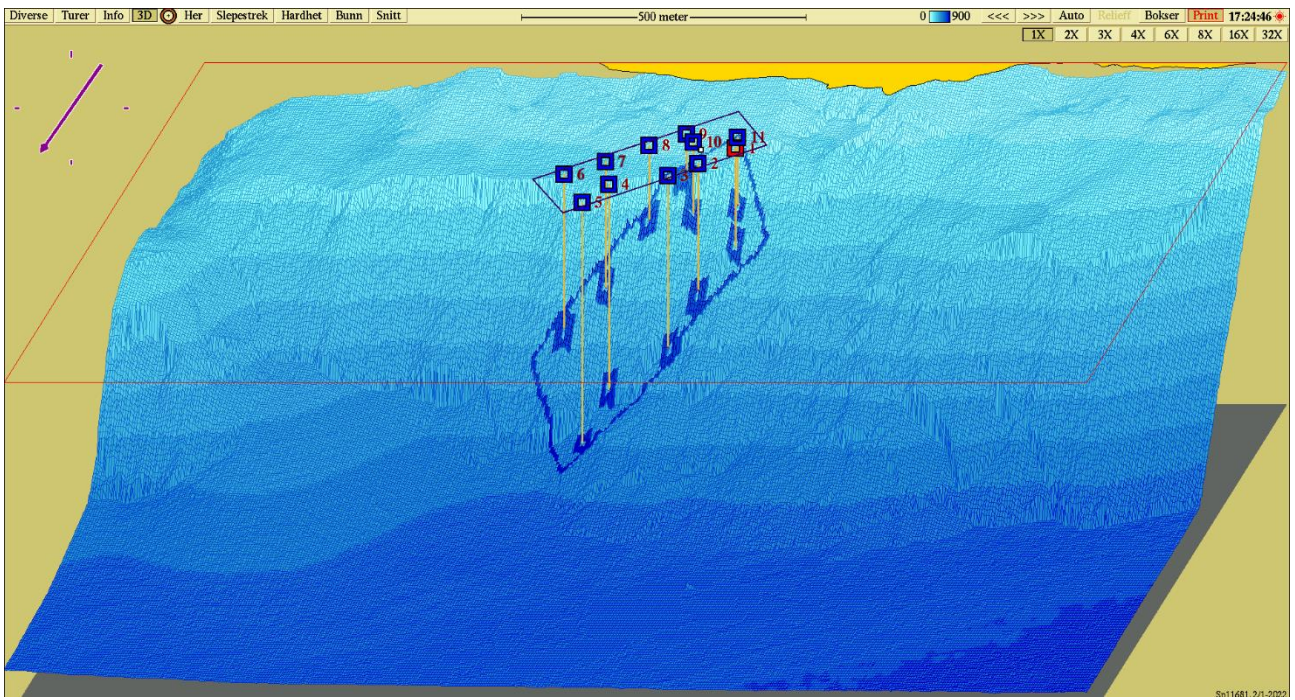 Diverse Turer Info 3D Her Slepestrek Hardhet Bunn Snitt 500 meter 0 900 <<< >>> Auto Relieff Bokser Print 17:24:46
1X 2X 3X 4X 6X 8X 16X 32X
9
11
8 10 1
7 2
6 3
4
5
Sn11681, 2/1-2022